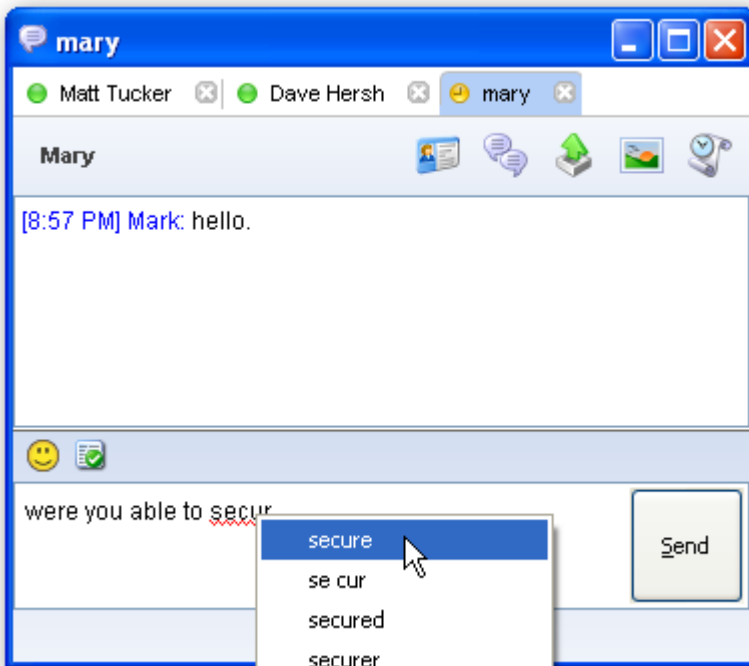 mary
Matt Tucker Dave Hersh mary
Mary
[8:57 PM] Mark: hello.
were you able to secur
Send
secure
se cur
secured
securer